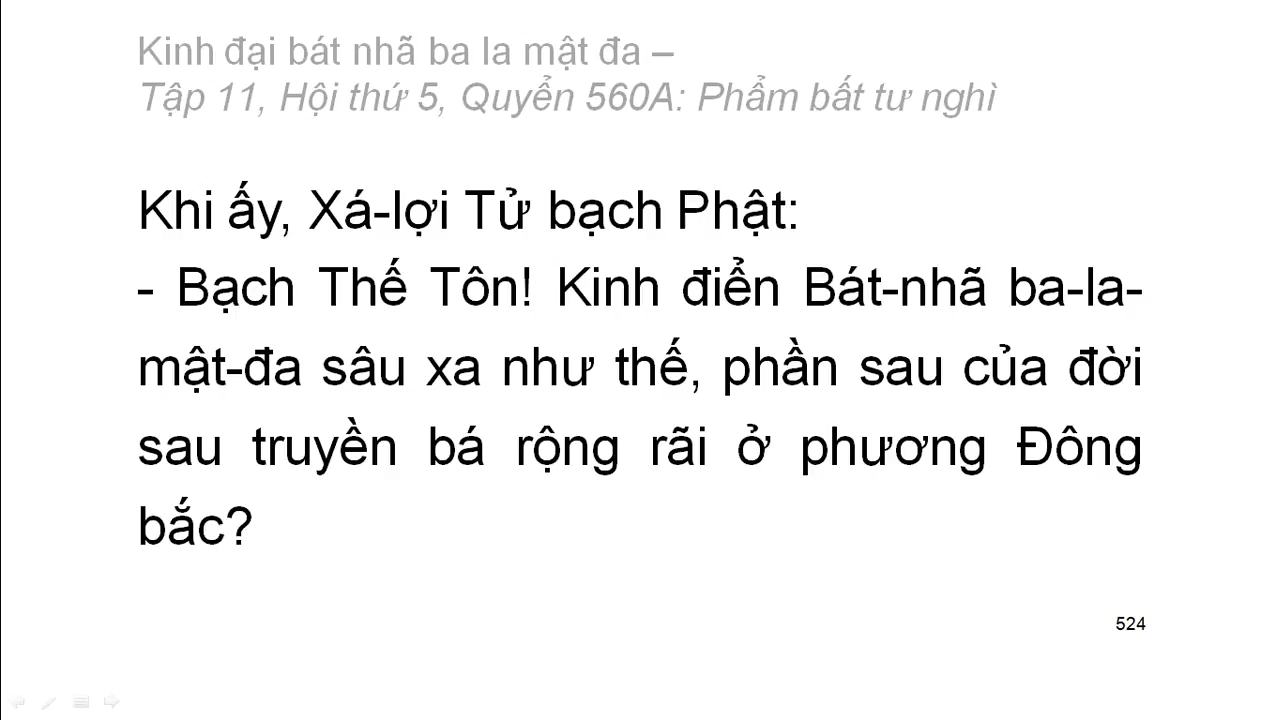 Kinh đại bát nhã ba la mật đa –
Tập 11, Hội thứ 5, Quyển 560A: Phẩm bất tư nghì
Khi ấy, Xá-lợi Tử bạch Phật:
- Bạch Thế Tôn! Kinh điển Bát-nhã ba-la-
mật-đa sâu xa như thế, phần sau của đời
sau truyền bá rộng rãi ở phương Đông
bắc?
524